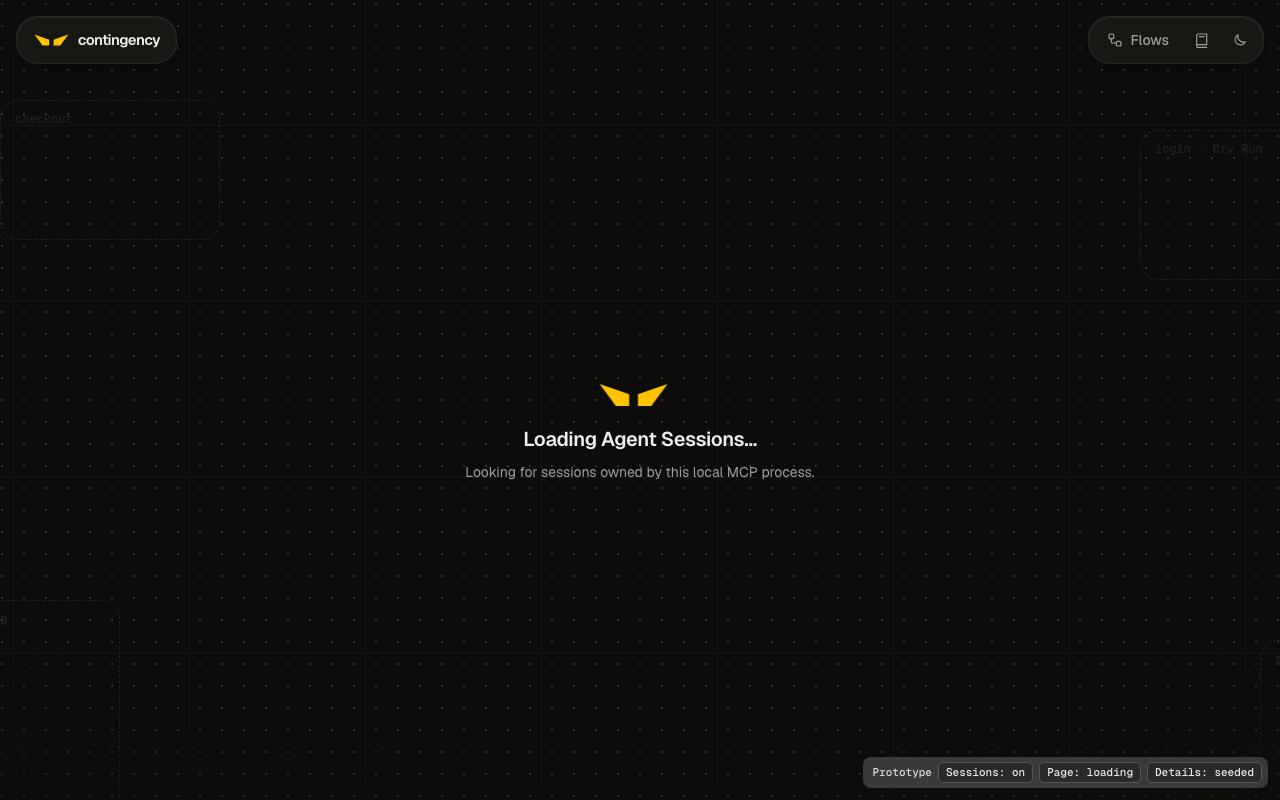 contingency
Flows
checkout
login · Dry Run
Loading Agent Sessions…
Looking for sessions owned by this local MCP process.
Prototype Sessions: on Page: loading Details: seeded